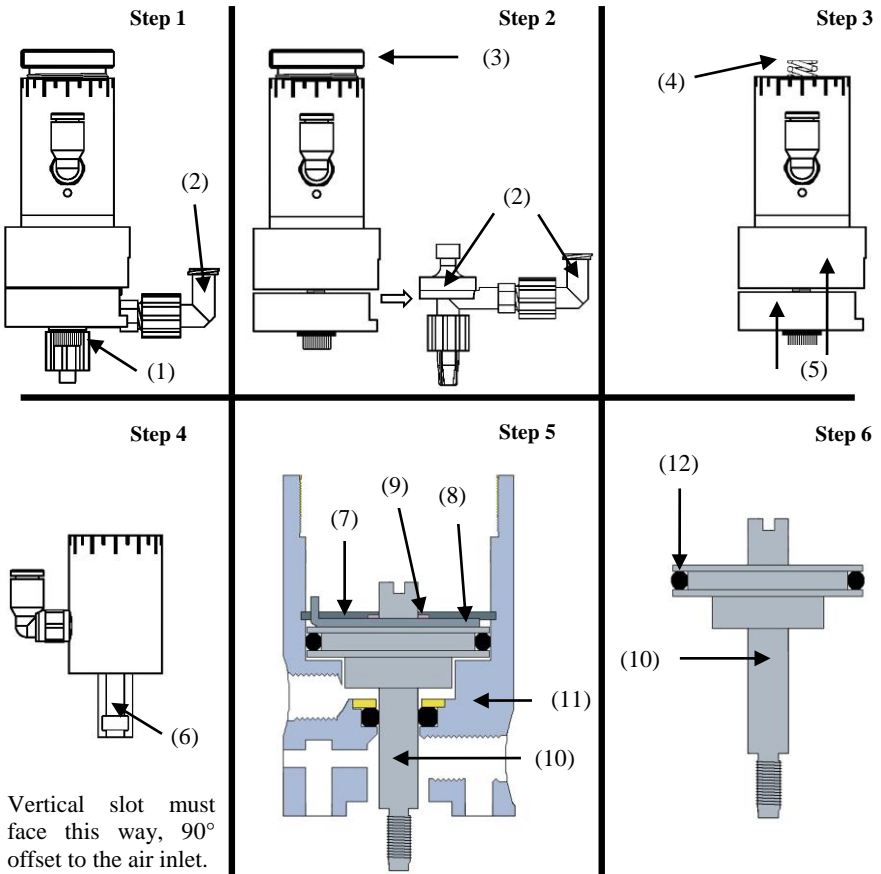 Step 1
(2)
(1)
Step 2
(3)
(2)
Step 3
(4)
(5)
Step 4
(6)
Vertical slot must
face this way, 90°
offset to the air inlet.
Step 5
(9)
(8)
(7)
(11)
(10)
Step 6
(12)
(10)